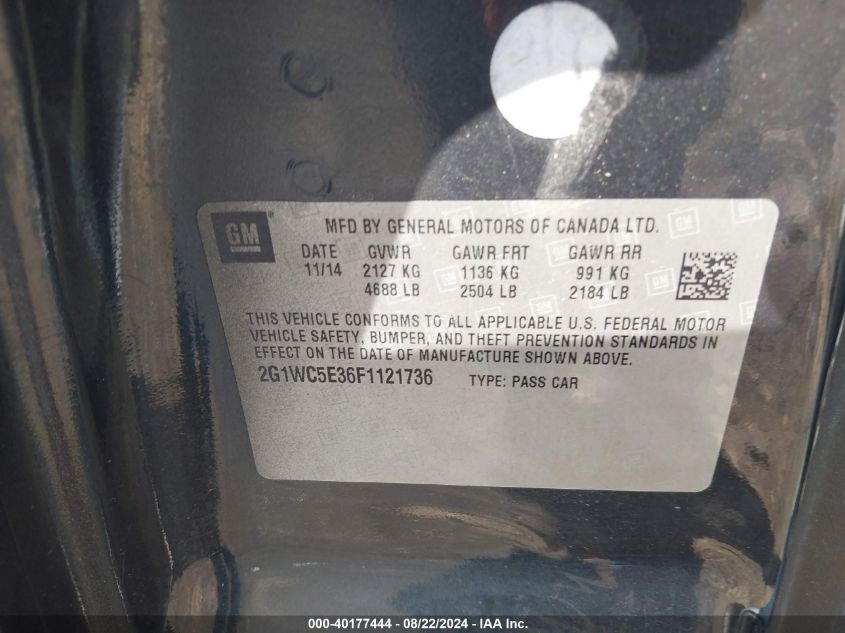 GM
MFD BY GENERAL MOTORS OF CANADA LTD.
DATE GVWR GAWR FRT GAWR RR
11/14 2127 KG 1136 KG 991 KG
4688 LB 2504 LB 2184 LB
THIS VEHICLE CONFORMS TO ALL APPLICABLE U.S. FEDERAL MOTOR
VEHICLE SAFETY, BUMPER, AND THEFT PREVENTION STANDARDS IN
EFFECT ON THE DATE OF MANUFACTURE SHOWN ABOVE.
2G1WC5E36F1121736 TYPE: PASS CAR
000-40177444 - 08/22/2024 - IAAI.COM.